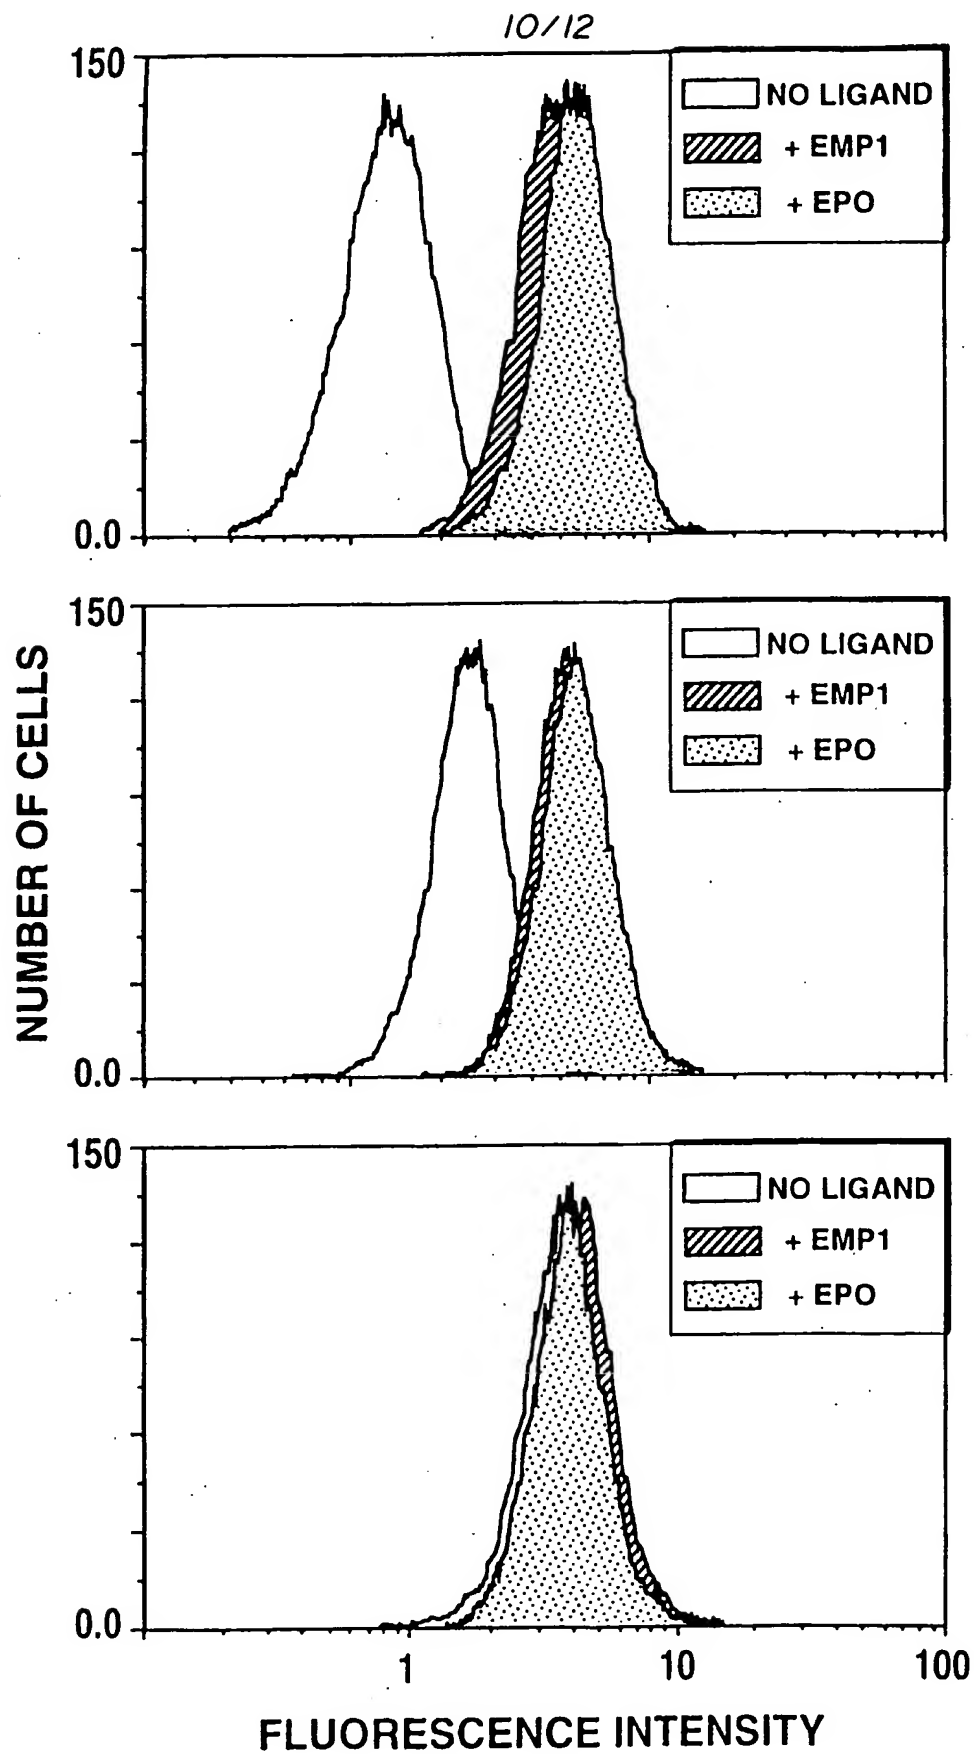 10/12
150
NO LIGAND
+ EMP1
+ EPO
0.0
150
NO LIGAND
+ EMP1
+ EPO
0.0
NUMBER OF CELLS
150
NO LIGAND
+ EMP1
+ EPO
0.0
1 10 100
FLUORESCENCE INTENSITY